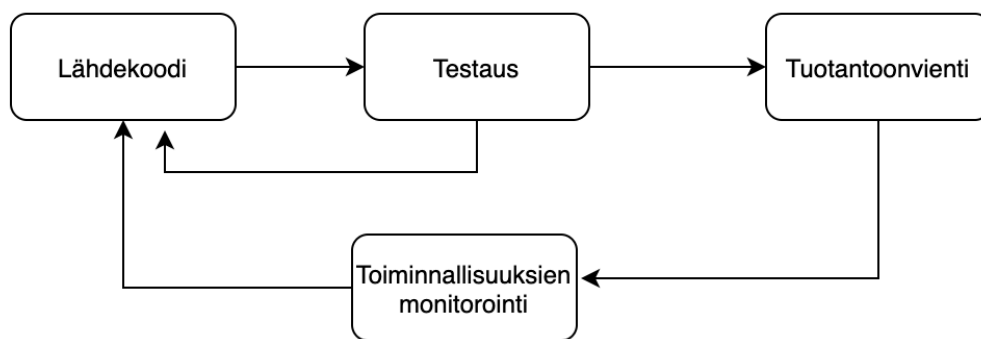 Lähdekoodi
Testaus
Tuotantoonvienti
Toiminnallisuuksien
monitorointi